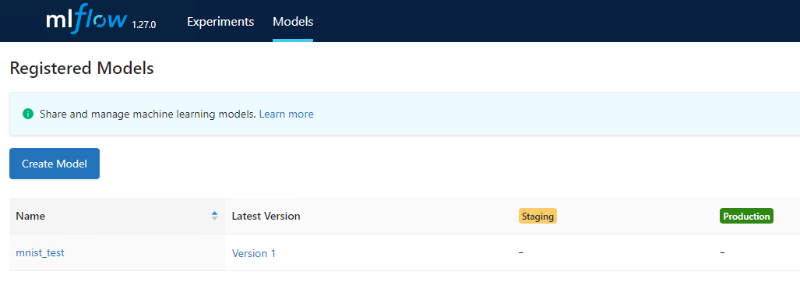 mlflow 1.27.0 Experiments Models
Registered Models
Share and manage machine learning models. Learn more
Create Model
Name Latest Version Staging Production
mnist_test Version 1 – –